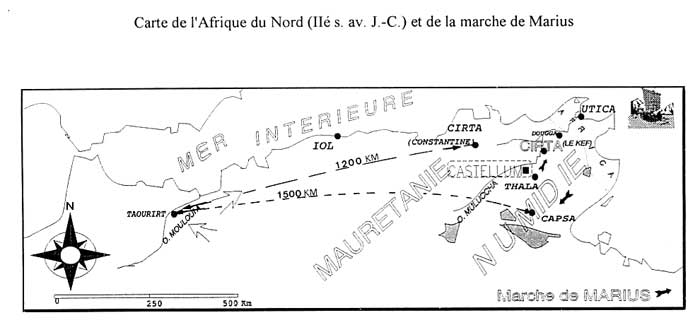 Carte de l'Afrique du Nord (IIé s. av. J.-C.) et de la marche de Marius
MER INTERIEURE
UTICA
CIRTA
(CONSTANTINE)
DOUGGA
CIRTA
(LE KEF)
IOL
1200 KM
CASTELLUM
THALA
1500 KM
TAOURIRT
O. MOULOUYA
O. MULUCCHA
CAPSA
MAURETANIE
NUMIDIE
N
0 250 500 Km
Marche de MARIUS